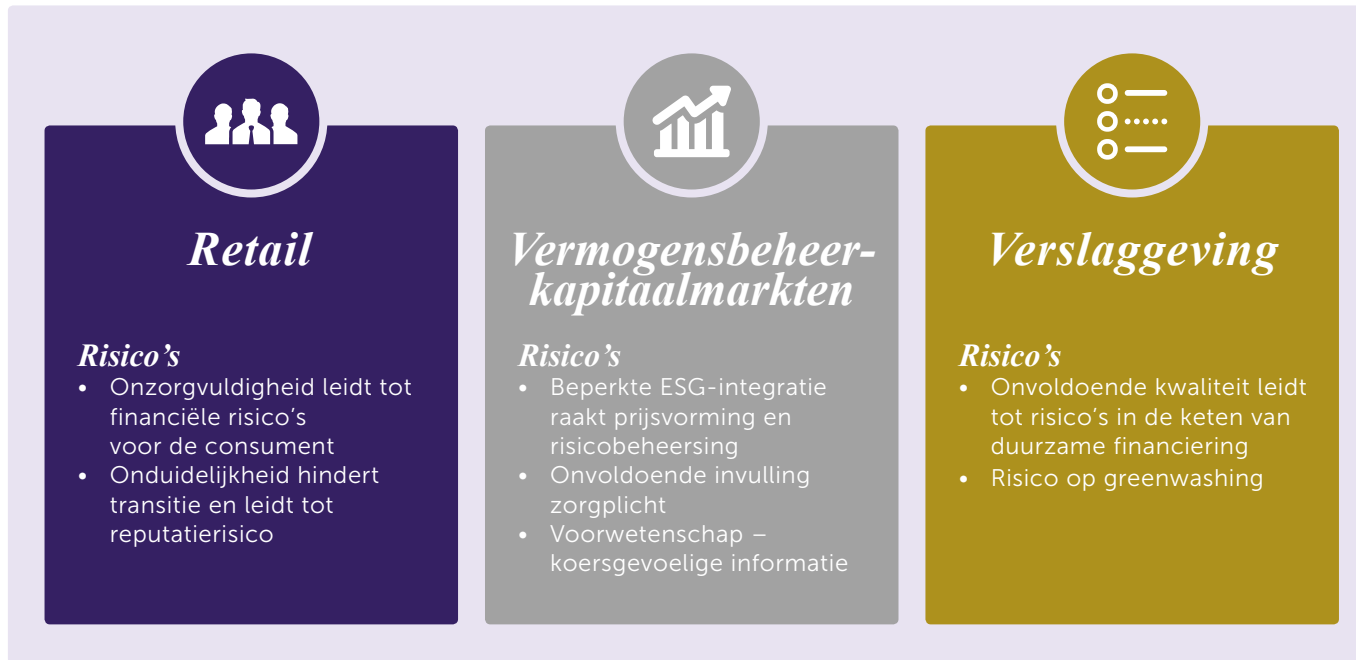 Retail
Risico’s
• Onzorgvuldigheid leidt tot
financiële risico’s
voor de consument
• Onduidelijkheid hindert
transitie en leidt tot
reputatierisico
Vermogensbeheer-
kapitaalmarkten
Risico’s
• Beperkte ESG-integratie
raakt prijsvorming en
risicobeheersing
• Onvoldoende invulling
zorgplicht
• Voorwetenschap –
koersgevoelige informatie
Verslaggeving
Risico’s
• Onvoldoende kwaliteit leidt
tot risico’s in de keten van
duurzame financiering
• Risico op greenwashing